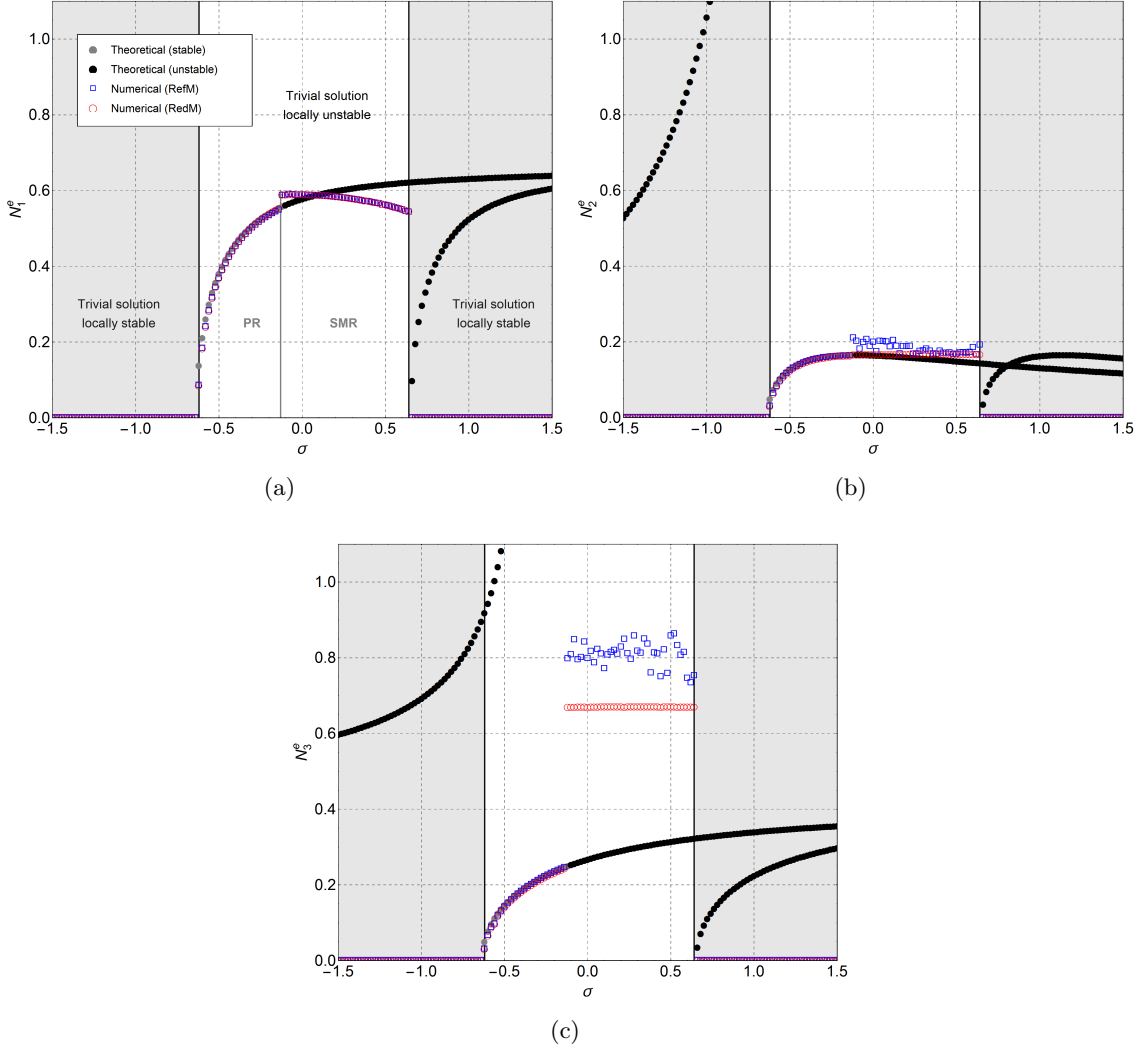 1.0
0.8
0.6
0.4
0.2
0.0
N₁ᵉ
Theoretical (stable)
Theoretical (unstable)
Numerical (RefM)
Numerical (RedM)
Trivial solution
locally unstable
Trivial solution
locally stable
PR
SMR
Trivial solution
locally stable
−1.5 −1.0 −0.5 0.0 0.5 1.0 1.5
σ
(a)
1.0
0.8
0.6
0.4
0.2
0.0
N₂ᵉ
−1.5 −1.0 −0.5 0.0 0.5 1.0 1.5
σ
(b)
1.0
0.8
0.6
0.4
0.2
0.0
N₃ᵉ
−1.5 −1.0 −0.5 0.0 0.5 1.0 1.5
σ
(c)